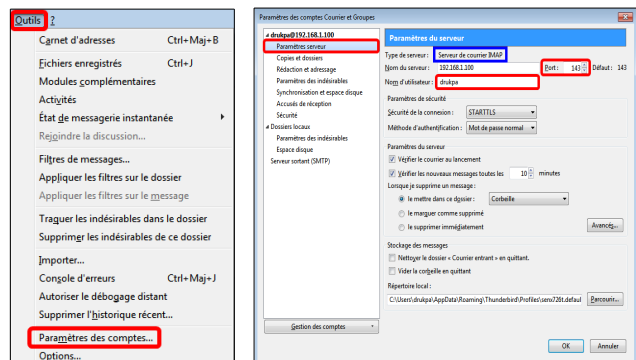 Outils ?
Carnet d'adresses Ctrl+Maj+B
Fichiers enregistrés Ctrl+J
Modules complémentaires
Activités
État de messagerie instantanée
Rejoindre la discussion...
Filtres de messages...
Appliquer les filtres sur le dossier
Appliquer les filtres sur le message
Traquer les indésirables dans le dossier
Supprimer les indésirables de ce dossier
Importer...
Console d'erreurs Ctrl+Maj+J
Autoriser le débogage distant
Supprimer l'historique récent...
Paramètres des comptes...
Options...
Paramètres des comptes Courrier et Groupes
drukpa@192.168.1.100
Paramètres serveur
Copies et dossiers
Rédaction et adressage
Paramètres des indésirables
Synchronisation et espace disque
Accusés de réception
Sécurité
Dossiers locaux
Paramètres des indésirables
Espace disque
Serveur sortant (SMTP)
Gestion des comptes
Paramètres du serveur
Type de serveur : Serveur de courrier IMAP
Nom du serveur : 192.168.1.100 Port : 143 Défaut : 143
Nom d'utilisateur : drukpa
Paramètres de sécurité
Sécurité de la connexion : STARTTLS
Méthode d'authentification : Mot de passe normal
Paramètres du serveur
Vérifier le courrier au lancement
Vérifier les nouveaux messages toutes les 10 minutes
Lorsque je supprime un message :
le mettre dans ce dossier : Corbeille
le marquer comme supprimé
le supprimer immédiatement Avancés...
Stockage des messages
Nettoyer le dossier « Courrier entrant » en quittant.
Vider la corbeille en quittant
Répertoire local :
C:\Users\drukpa\AppData\Roaming\Thunderbird\Profiles\senx726t.defaul Parcourir...
OK Annuler